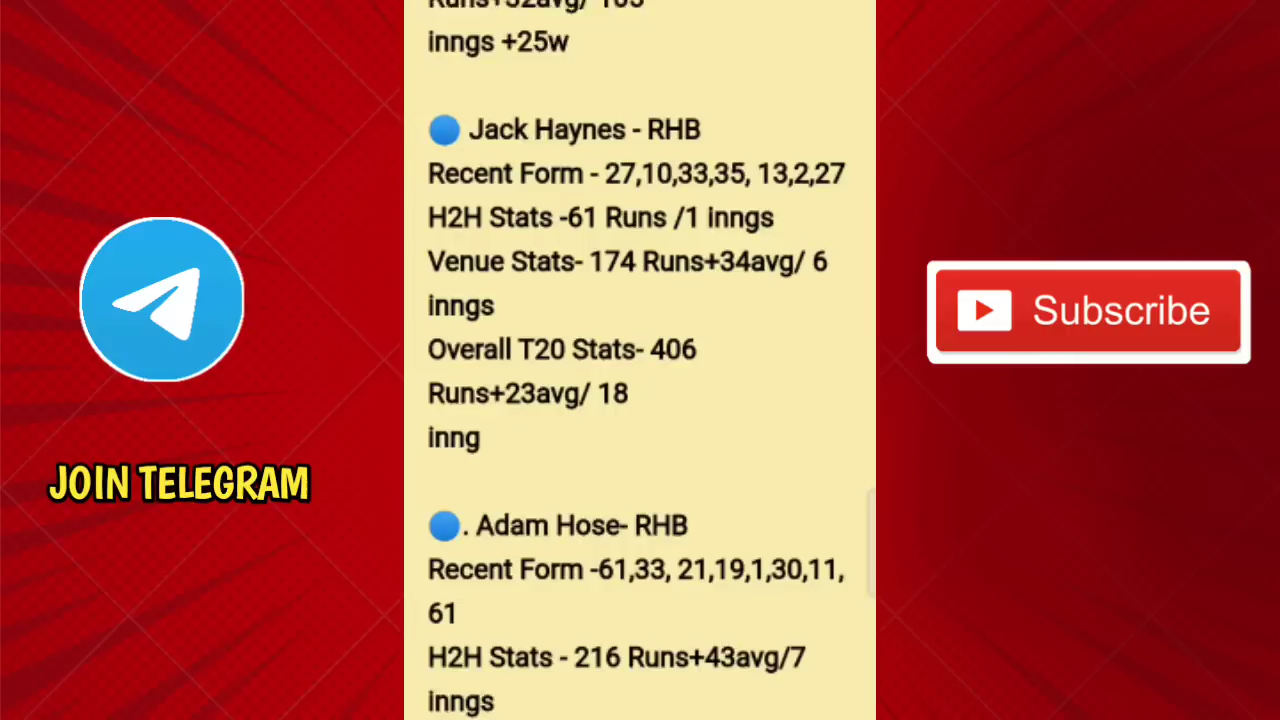 Runs+32avg/ 103
inngs +25w
Jack Haynes - RHB
Recent Form - 27,10,33,35, 13,2,27
H2H Stats -61 Runs /1 inngs
Venue Stats- 174 Runs+34avg/ 6
inngs
Overall T20 Stats- 406
Runs+23avg/ 18
inng
. Adam Hose- RHB
Recent Form -61,33, 21,19,1,30,11,
61
H2H Stats - 216 Runs+43avg/7
inngs
JOIN TELEGRAM
Subscribe